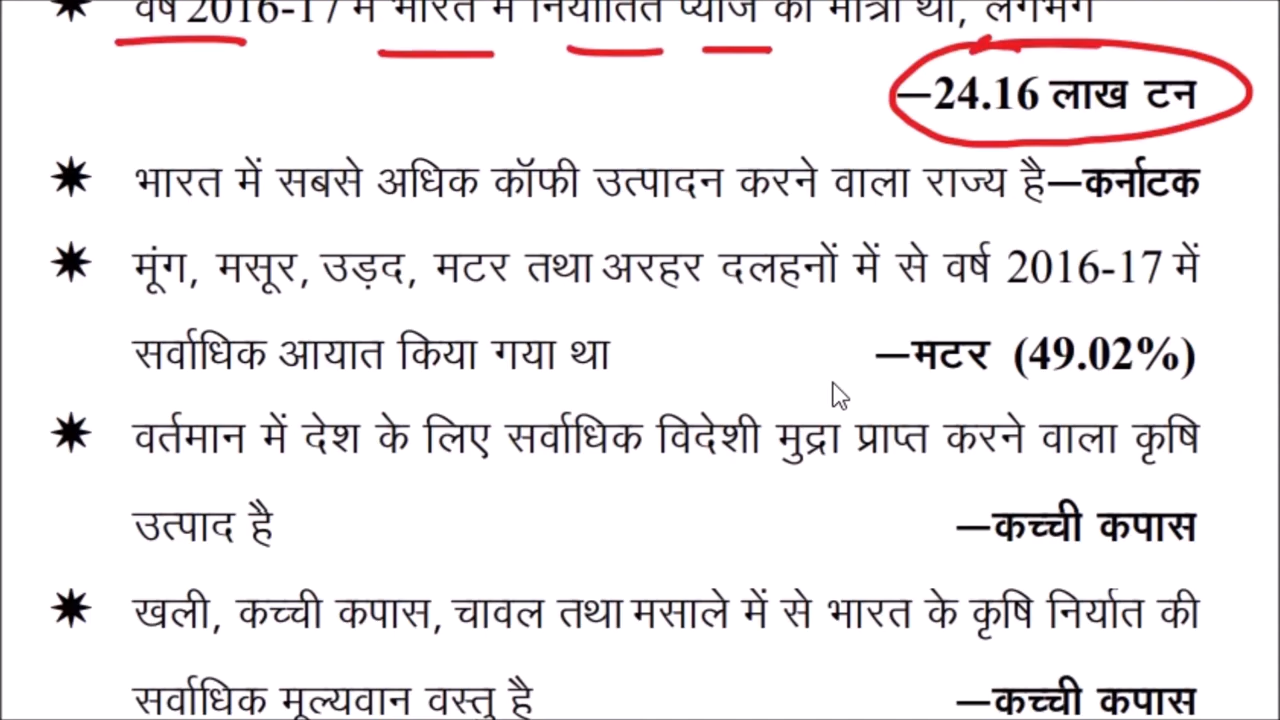 ✷ वर्ष 2016-17 में भारत में निर्यातित प्याज की मात्रा थी, लगभग
—24.16 लाख टन
✷ भारत में सबसे अधिक कॉफी उत्पादन करने वाला राज्य है—कर्नाटक
✷ मूंग, मसूर, उड़द, मटर तथा अरहर दलहनों में से वर्ष 2016-17 में
सर्वाधिक आयात किया गया था —मटर (49.02%)
✷ वर्तमान में देश के लिए सर्वाधिक विदेशी मुद्रा प्राप्त करने वाला कृषि
उत्पाद है —कच्ची कपास
✷ खली, कच्ची कपास, चावल तथा मसाले में से भारत के कृषि निर्यात की
सर्वाधिक मूल्यवान वस्तु है —कच्ची कपास